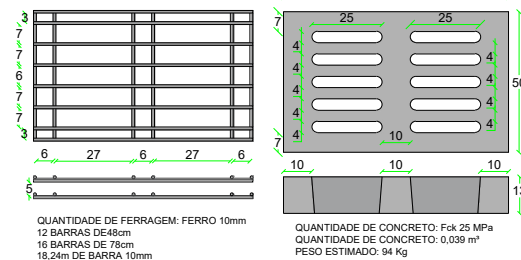 3
7
7
6
7
7
3
6 27 6 27 6
5
QUANTIDADE DE FERRAGEM: FERRO 10mm
12 BARRAS DE48cm
16 BARRAS DE 78cm
18,24m DE BARRA 10mm
7
25 25
4 4
4 4
4 4
4 4
4
7
10
50
10 10 10
13
QUANTIDADE DE CONCRETO: Fck 25 MPa
QUANTIDADE DE CONCRETO: 0,039 m³
PESO ESTIMADO: 94 Kg